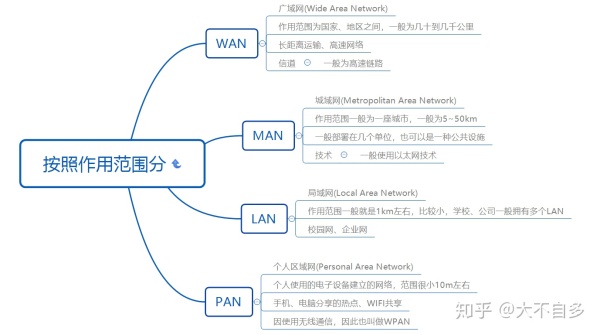 按照作用范围分
WAN
广域网(Wide Area Network)
作用范围为国家、地区之间，一般为几十到几千公里
长距离运输、高速网络
信道 一般为高速链路
MAN
城域网(Metropolitan Area Network)
作用范围一般为一座城市，一般为5~50km
一般部署在几个单位，也可以是一种公共设施
技术 一般使用以太网技术
LAN
局域网(Local Area Network)
作用范围一般就是1km左右，比较小，学校、公司一般拥有多个LAN
校园网、企业网
PAN
个人区域网(Personal Area Network)
个人使用的电子设备建立的网络，范围很小10m左右
手机、电脑分享的热点、WIFI共享
因使用无线通信，因此也叫做WPAN
知乎 @大不自多